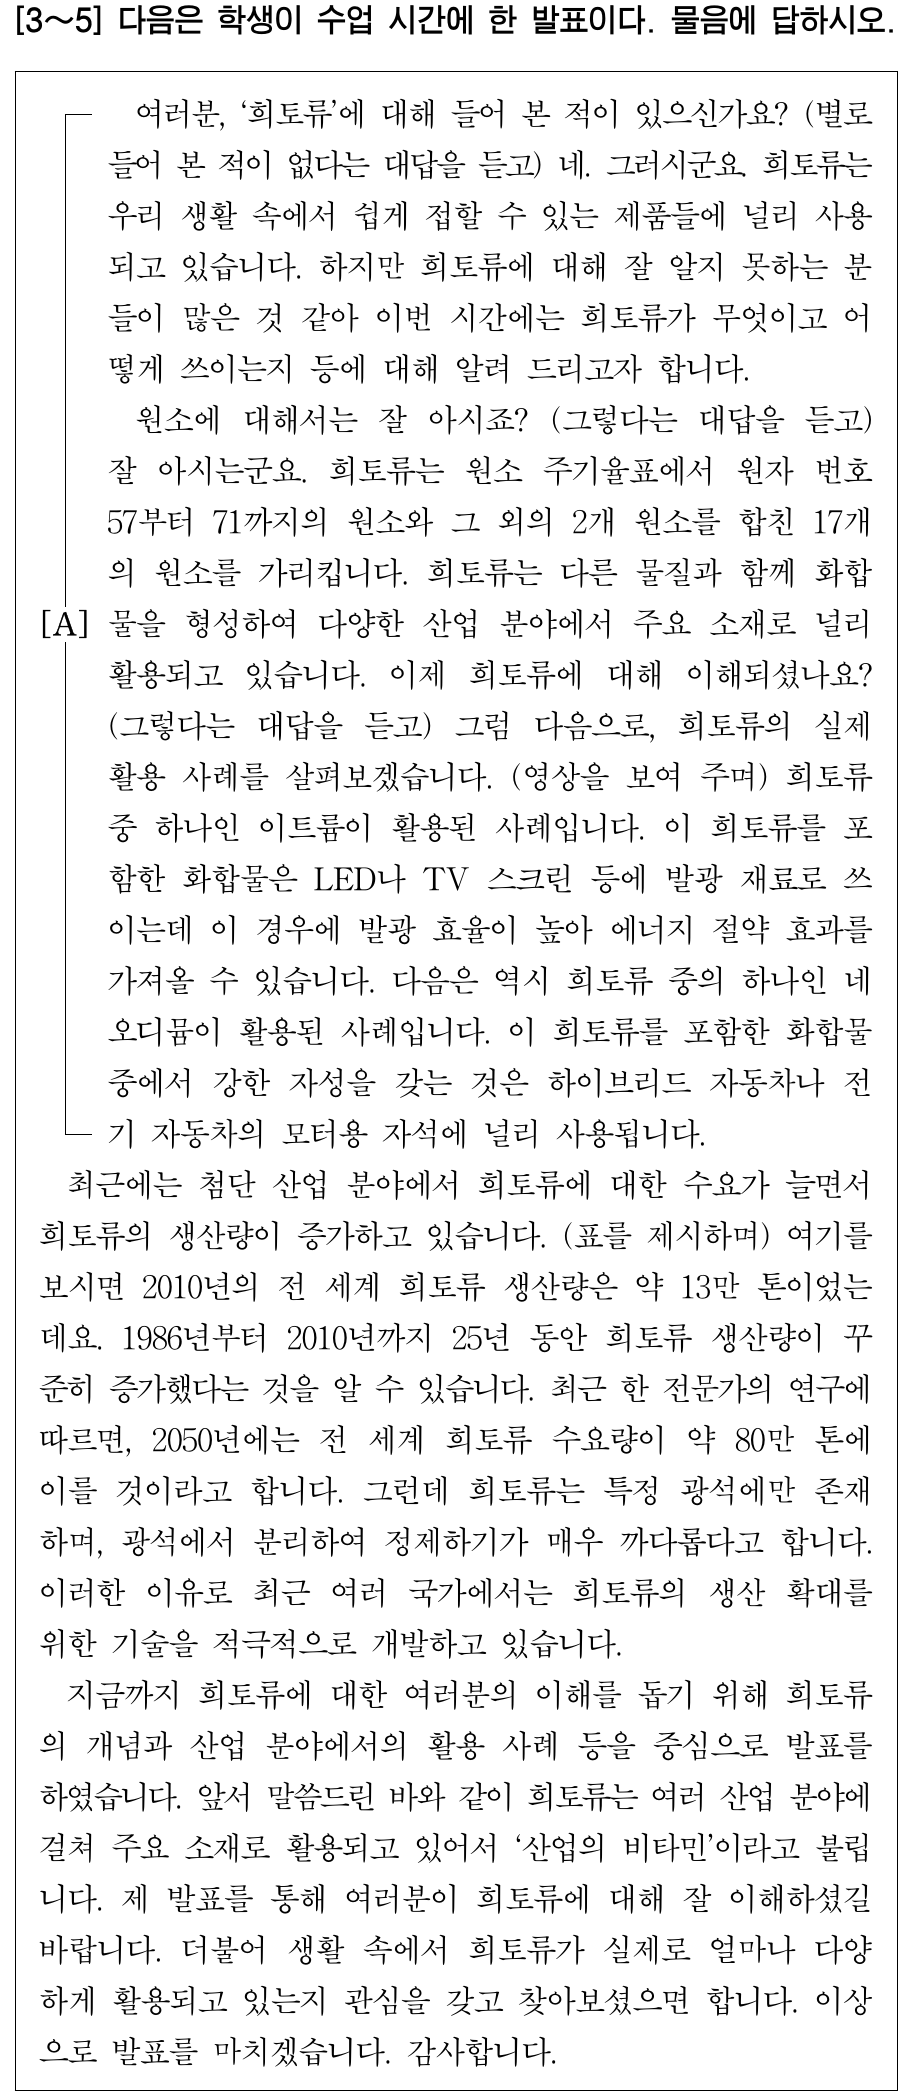 [3～5] 다음은 학생이 수업 시간에 한 발표이다. 물음에 답하시오.
여러분, ‘희토류’에 대해 들어 본 적이 있으신가요? (별로
들어 본 적이 없다는 대답을 듣고) 네. 그러시군요. 희토류는
우리 생활 속에서 쉽게 접할 수 있는 제품들에 널리 사용
되고 있습니다. 하지만 희토류에 대해 잘 알지 못하는 분
들이 많은 것 같아 이번 시간에는 희토류가 무엇이고 어
떻게 쓰이는지 등에 대해 알려 드리고자 합니다.
원소에 대해서는 잘 아시죠? (그렇다는 대답을 듣고)
잘 아시는군요. 희토류는 원소 주기율표에서 원자 번호
57부터 71까지의 원소와 그 외의 2개 원소를 합친 17개
의 원소를 가리킵니다. 희토류는 다른 물질과 함께 화합
[A] 물을 형성하여 다양한 산업 분야에서 주요 소재로 널리
활용되고 있습니다. 이제 희토류에 대해 이해되셨나요?
(그렇다는 대답을 듣고) 그럼 다음으로, 희토류의 실제
활용 사례를 살펴보겠습니다. (영상을 보여 주며) 희토류
중 하나인 이트륨이 활용된 사례입니다. 이 희토류를 포
함한 화합물은 LED나 TV 스크린 등에 발광 재료로 쓰
이는데 이 경우에 발광 효율이 높아 에너지 절약 효과를
가져올 수 있습니다. 다음은 역시 희토류 중의 하나인 네
오디뮴이 활용된 사례입니다. 이 희토류를 포함한 화합물
중에서 강한 자성을 갖는 것은 하이브리드 자동차나 전
기 자동차의 모터용 자석에 널리 사용됩니다.
최근에는 첨단 산업 분야에서 희토류에 대한 수요가 늘면서
희토류의 생산량이 증가하고 있습니다. (표를 제시하며) 여기를
보시면 2010년의 전 세계 희토류 생산량은 약 13만 톤이었는
데요. 1986년부터 2010년까지 25년 동안 희토류 생산량이 꾸
준히 증가했다는 것을 알 수 있습니다. 최근 한 전문가의 연구에
따르면, 2050년에는 전 세계 희토류 수요량이 약 80만 톤에
이를 것이라고 합니다. 그런데 희토류는 특정 광석에만 존재
하며, 광석에서 분리하여 정제하기가 매우 까다롭다고 합니다.
이러한 이유로 최근 여러 국가에서는 희토류의 생산 확대를
위한 기술을 적극적으로 개발하고 있습니다.
지금까지 희토류에 대한 여러분의 이해를 돕기 위해 희토류
의 개념과 산업 분야에서의 활용 사례 등을 중심으로 발표를
하였습니다. 앞서 말씀드린 바와 같이 희토류는 여러 산업 분야에
걸쳐 주요 소재로 활용되고 있어서 ‘산업의 비타민’이라고 불립
니다. 제 발표를 통해 여러분이 희토류에 대해 잘 이해하셨길
바랍니다. 더불어 생활 속에서 희토류가 실제로 얼마나 다양
하게 활용되고 있는지 관심을 갖고 찾아보셨으면 합니다. 이상
으로 발표를 마치겠습니다. 감사합니다.